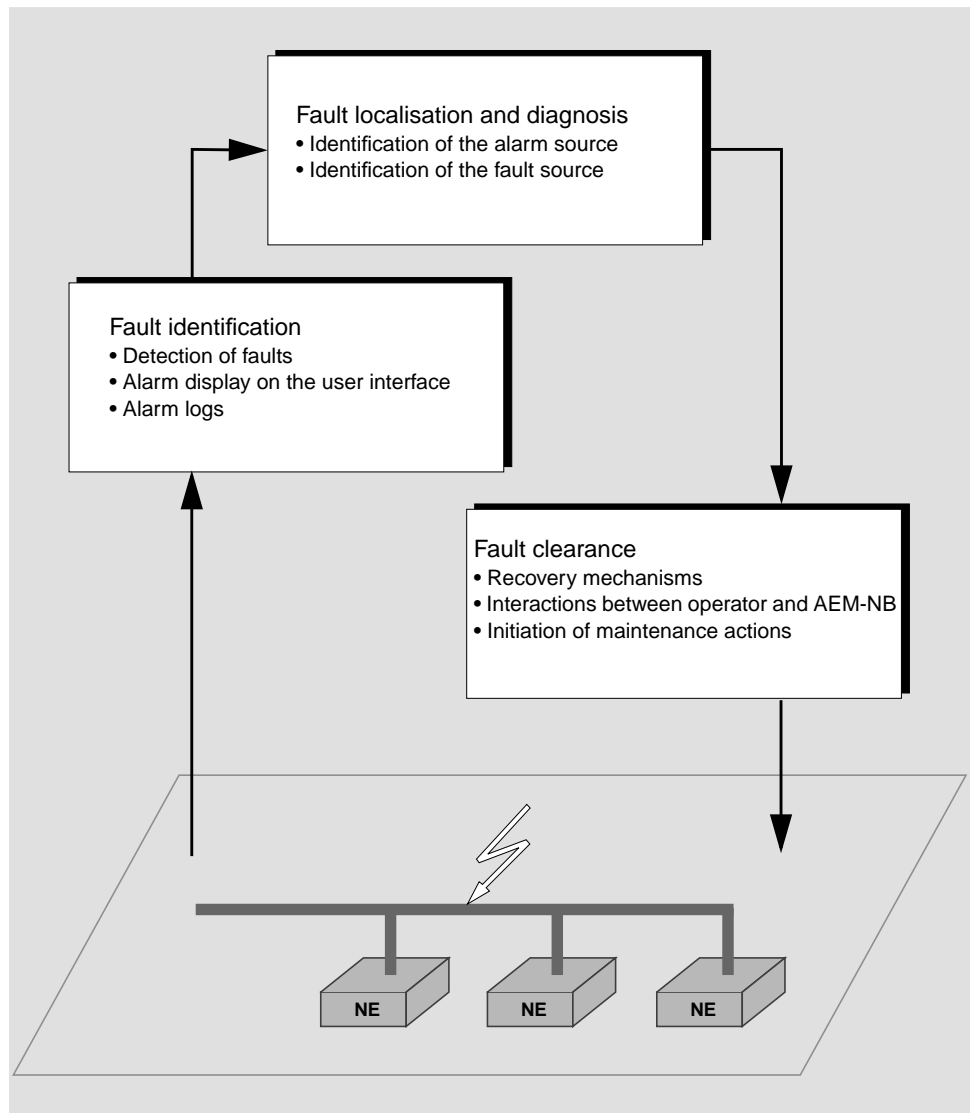 Fault localisation and diagnosis
• Identification of the alarm source
• Identification of the fault source
Fault identification
• Detection of faults
• Alarm display on the user interface
• Alarm logs
Fault clearance
• Recovery mechanisms
• Interactions between operator and AEM-NB
• Initiation of maintenance actions
NE
NE
NE